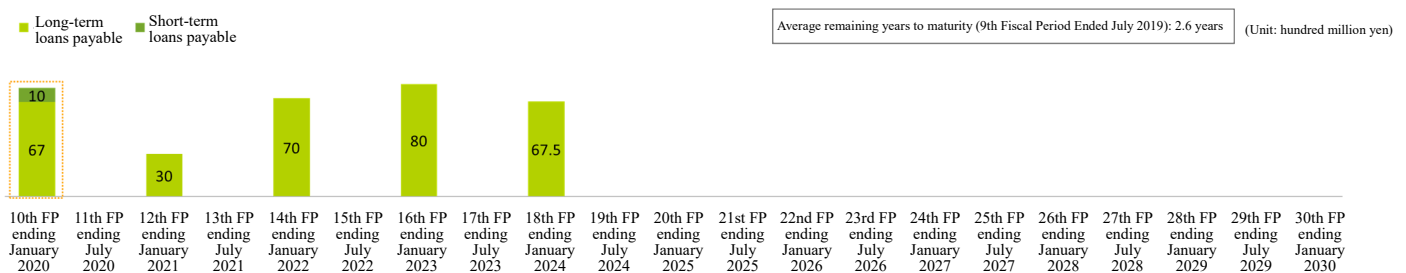 Long-term
loans payable
Short-term
loans payable
Average remaining years to maturity (9th Fiscal Period Ended July 2019): 2.6 years
(Unit: hundred million yen)
10
67
30
70
80
67.5
10th FP
ending
January
2020
11th FP
ending
July
2020
12th FP
ending
January
2021
13th FP
ending
July
2021
14th FP
ending
January
2022
15th FP
ending
July
2022
16th FP
ending
January
2023
17th FP
ending
July
2023
18th FP
ending
January
2024
19th FP
ending
July
2024
20th FP
ending
January
2025
21st FP
ending
July
2025
22nd FP
ending
January
2026
23rd FP
ending
July
2026
24th FP
ending
January
2027
25th FP
ending
July
2027
26th FP
ending
January
2028
27th FP
ending
July
2028
28th FP
ending
January
2029
29th FP
ending
July
2029
30th FP
ending
January
2030